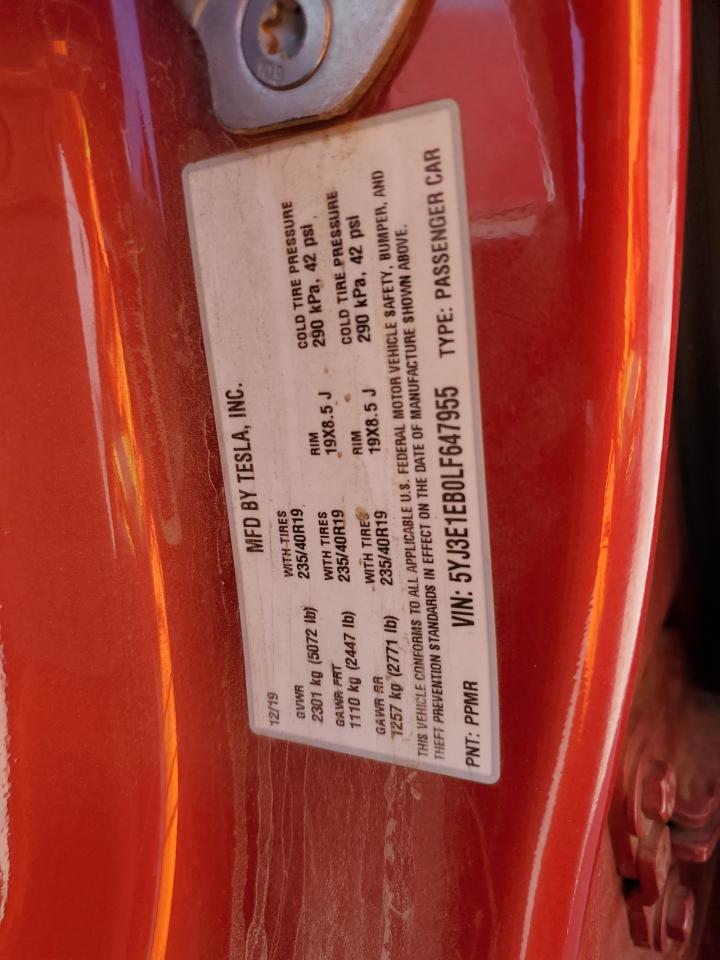 MFD BY TESLA, INC.
12/19
GVWR
2301 kg (5072 lb)
WITH TIRES
235/40R19
RIM
19X8.5 J
COLD TIRE PRESSURE
290 kPa, 42 psi
GAWR FRT
1110 kg (2447 lb)
WITH TIRES
235/40R19
RIM
19X8.5 J
COLD TIRE PRESSURE
290 kPa, 42 psi
GAWR RR
1257 kg (2771 lb)
WITH TIRES
235/40R19
THIS VEHICLE CONFORMS TO ALL APPLICABLE U.S. FEDERAL MOTOR VEHICLE SAFETY, BUMPER, AND
THEFT PREVENTION STANDARDS IN EFFECT ON THE DATE OF MANUFACTURE SHOWN ABOVE.
PNT: PPMR VIN: 5YJ3E1EB0LF647955 TYPE: PASSENGER CAR